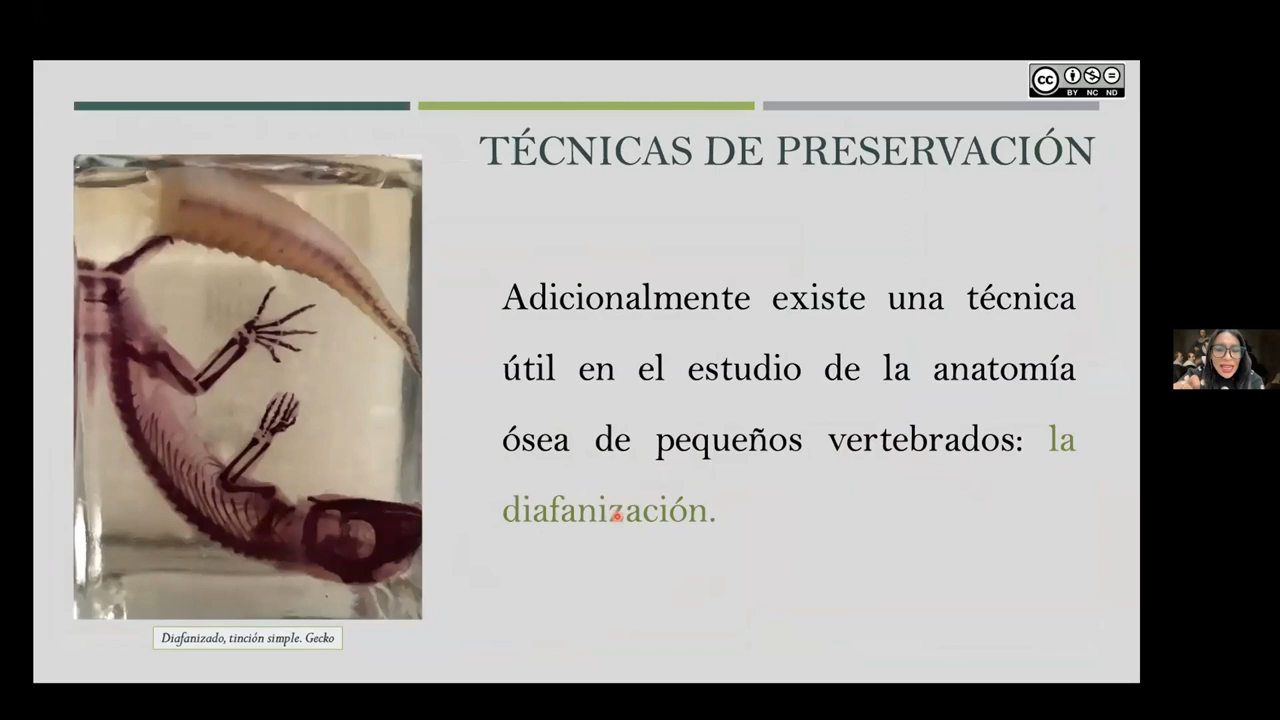 cc
BY NC ND
TÉCNICAS DE PRESERVACIÓN
Adicionalmente existe una técnica
útil en el estudio de la anatomía
ósea de pequeños vertebrados: la
diafanización.
Diafanizado, tinción simple. Gecko